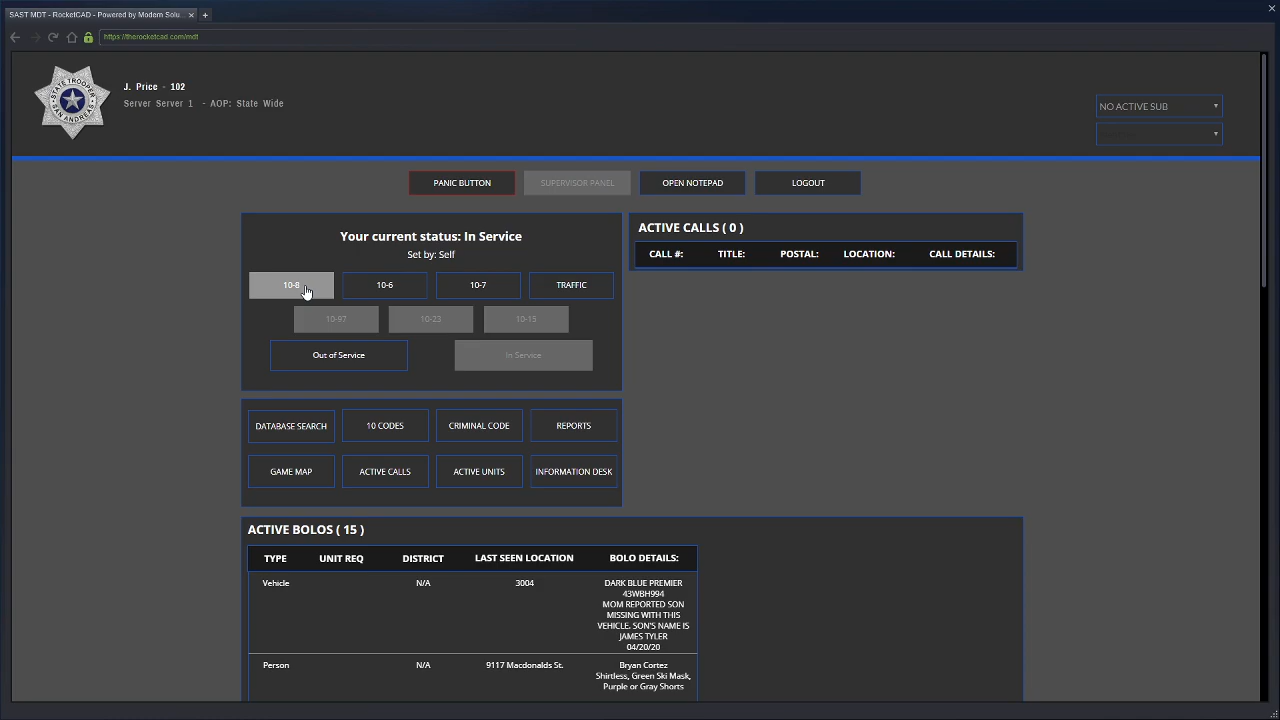 SAST MDT - RocketCAD - Powered by Modern Solu...
https://therocketcad.com/mdt
STATE TROOPER
SAN ANDREAS
J. Price - 102
Server Server 1 - AOP: State Wide
NO ACTIVE SUB
PANIC BUTTON
SUPERVISOR PANEL
OPEN NOTEPAD
LOGOUT
Your current status: In Service
Set by: Self
10-8
10-6
10-7
TRAFFIC
10-97
10-23
10-15
Out of Service
In Service
ACTIVE CALLS ( 0 )
CALL #: TITLE: POSTAL: LOCATION: CALL DETAILS:
DATABASE SEARCH
10 CODES
CRIMINAL CODE
REPORTS
GAME MAP
ACTIVE CALLS
ACTIVE UNITS
INFORMATION DESK
ACTIVE BOLOS ( 15 )
TYPE UNIT REQ DISTRICT LAST SEEN LOCATION BOLO DETAILS:
Vehicle N/A 3004 DARK BLUE PREMIER
43WBH994
MOM REPORTED SON
MISSING WITH THIS
VEHICLE. SON'S NAME IS
JAMES TYLER
04/20/20
Person N/A 9117 Macdonalds St. Bryan Cortez
Shirtless, Green Ski Mask,
Purple or Gray Shorts